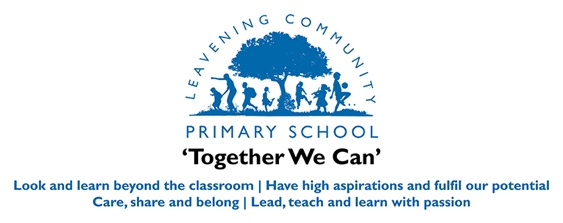 LEAVENING COMMUNITY
PRIMARY SCHOOL
‘Together We Can’
Look and learn beyond the classroom | Have high aspirations and fulfil our potential
Care, share and belong | Lead, teach and learn with passion